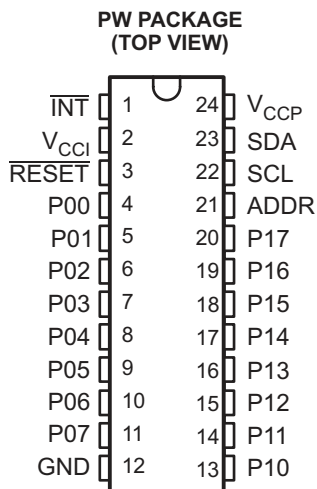 PW PACKAGE
(TOP VIEW)
INT 1 24 VCCP
VCCI 2 23 SDA
RESET 3 22 SCL
P00 4 21 ADDR
P01 5 20 P17
P02 6 19 P16
P03 7 18 P15
P04 8 17 P14
P05 9 16 P13
P06 10 15 P12
P07 11 14 P11
GND 12 13 P10